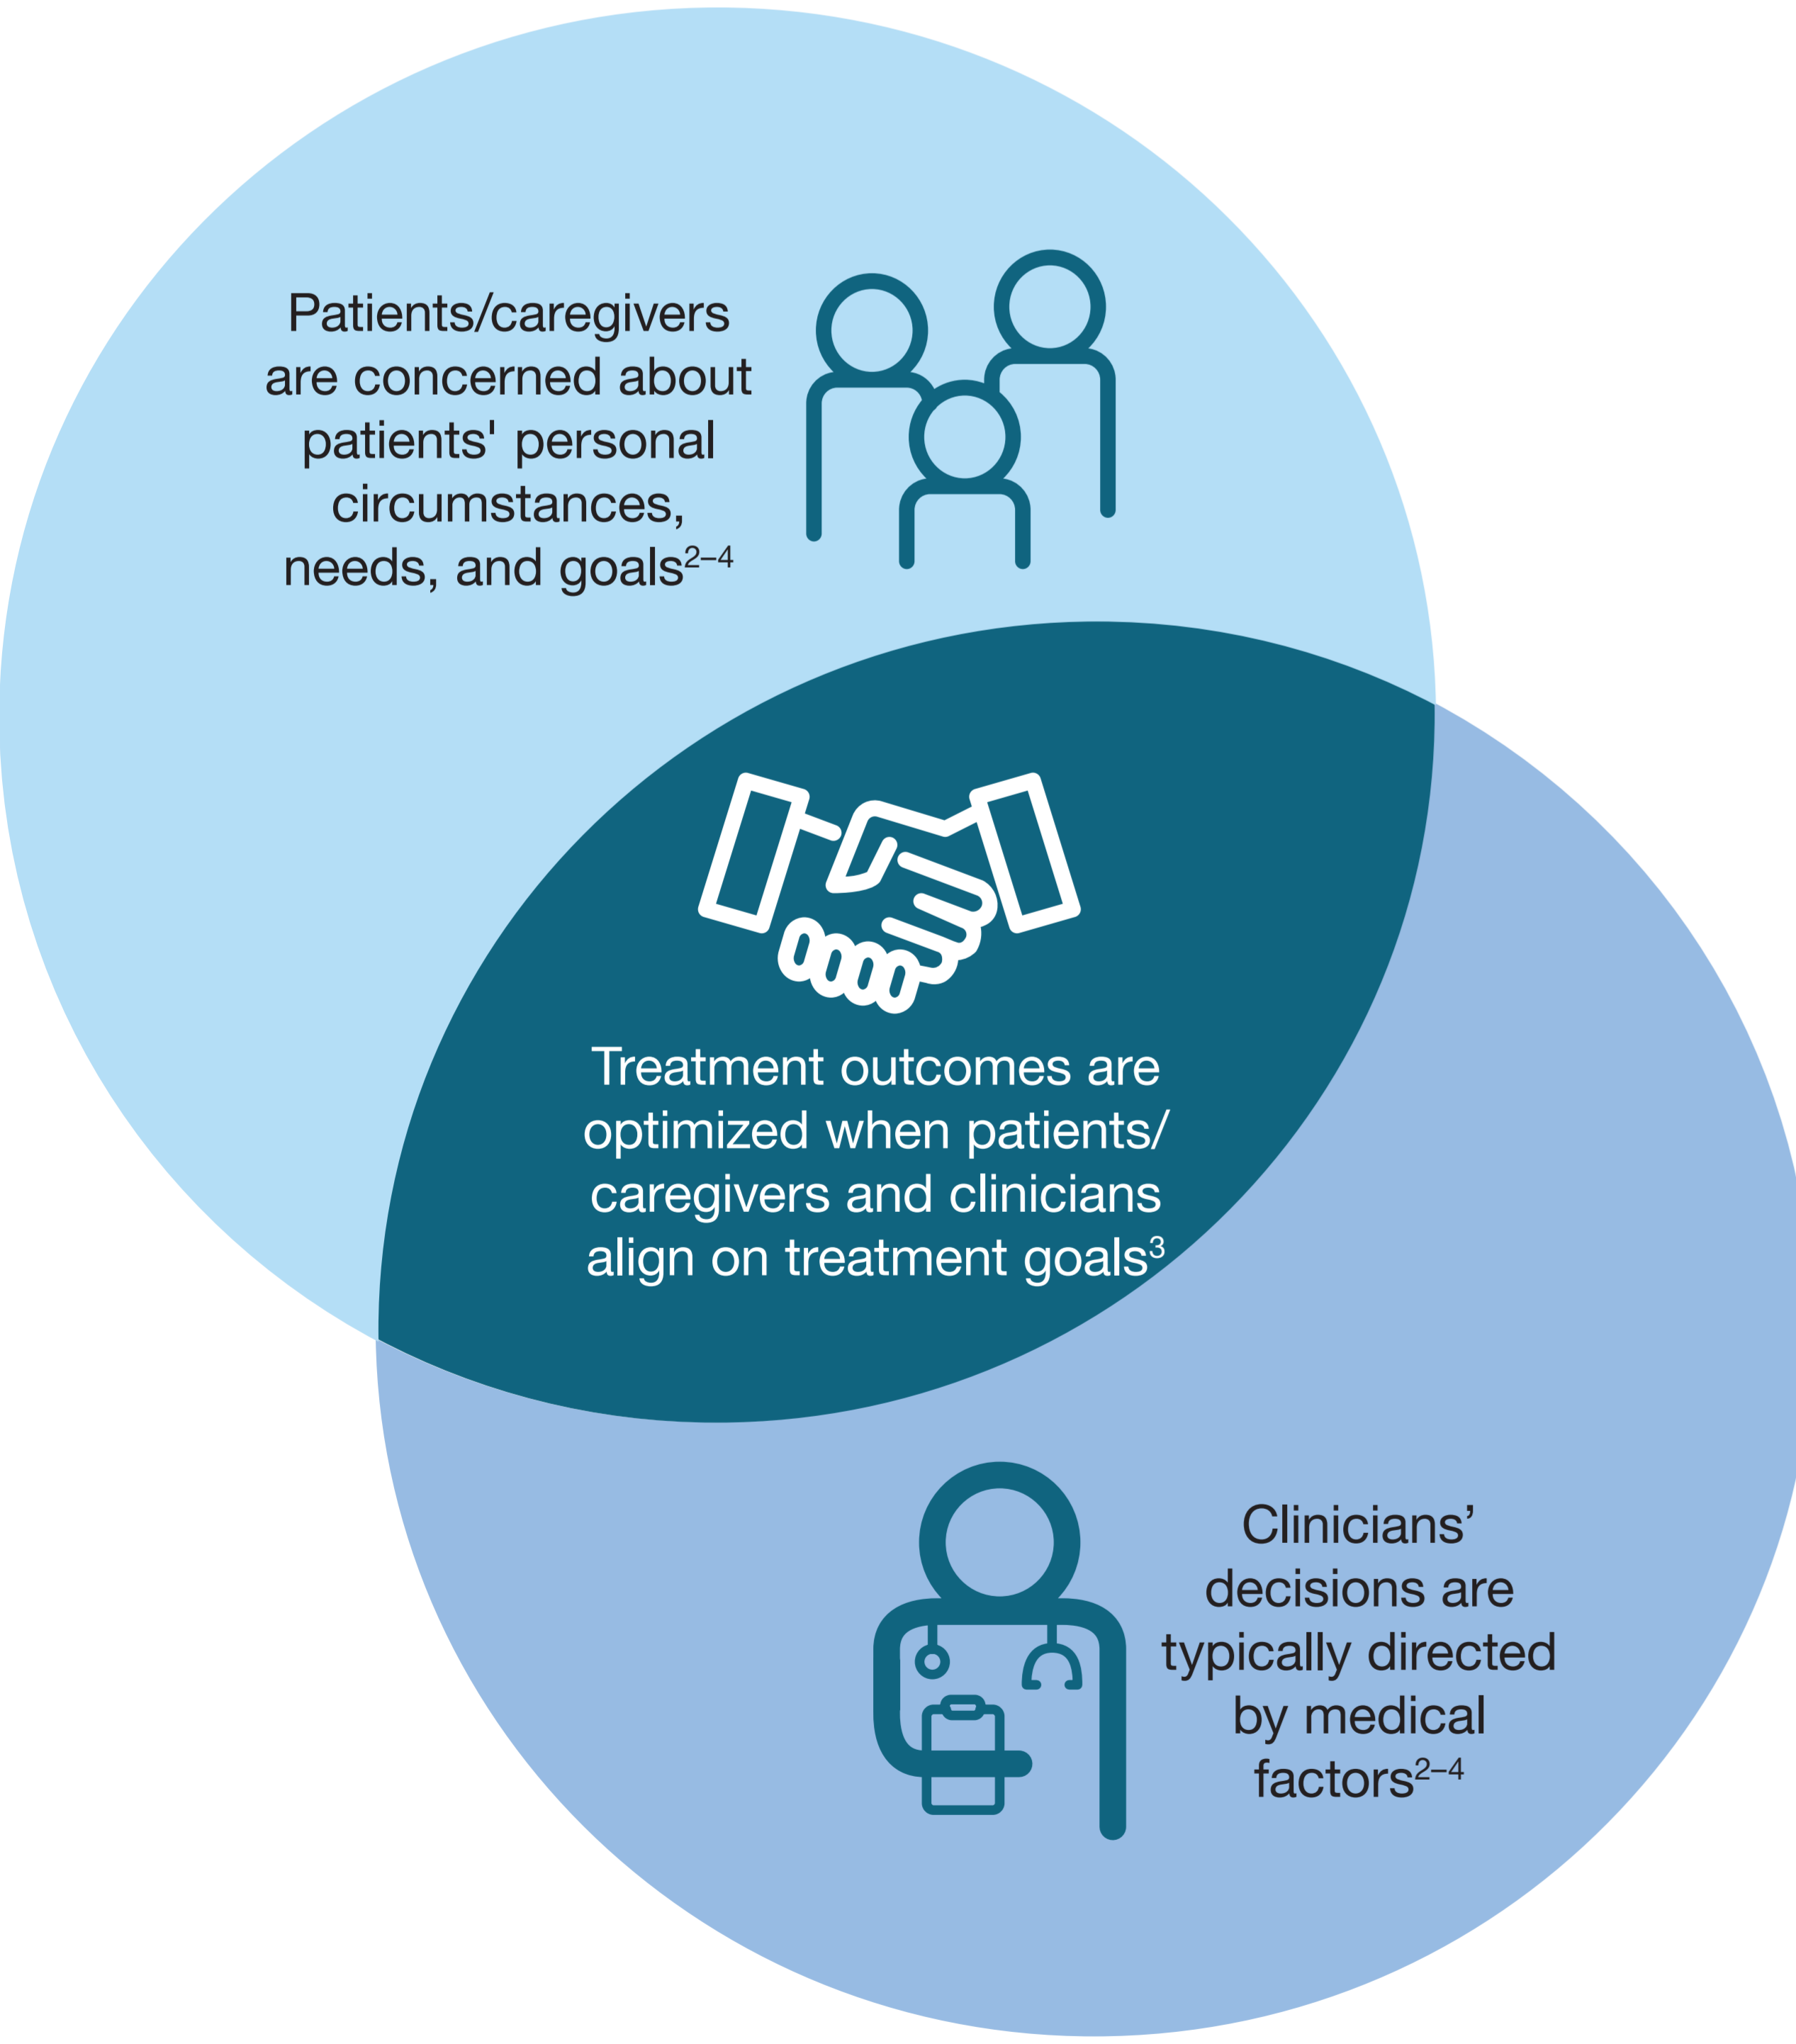 Patients/caregivers
are concerned about
patients' personal
circumstances,
needs, and goals²⁻⁴
Treatment outcomes are
optimized when patients/
caregivers and clinicians
align on treatment goals³
Clinicians’
decisions are
typically directed
by medical
factors²⁻⁴